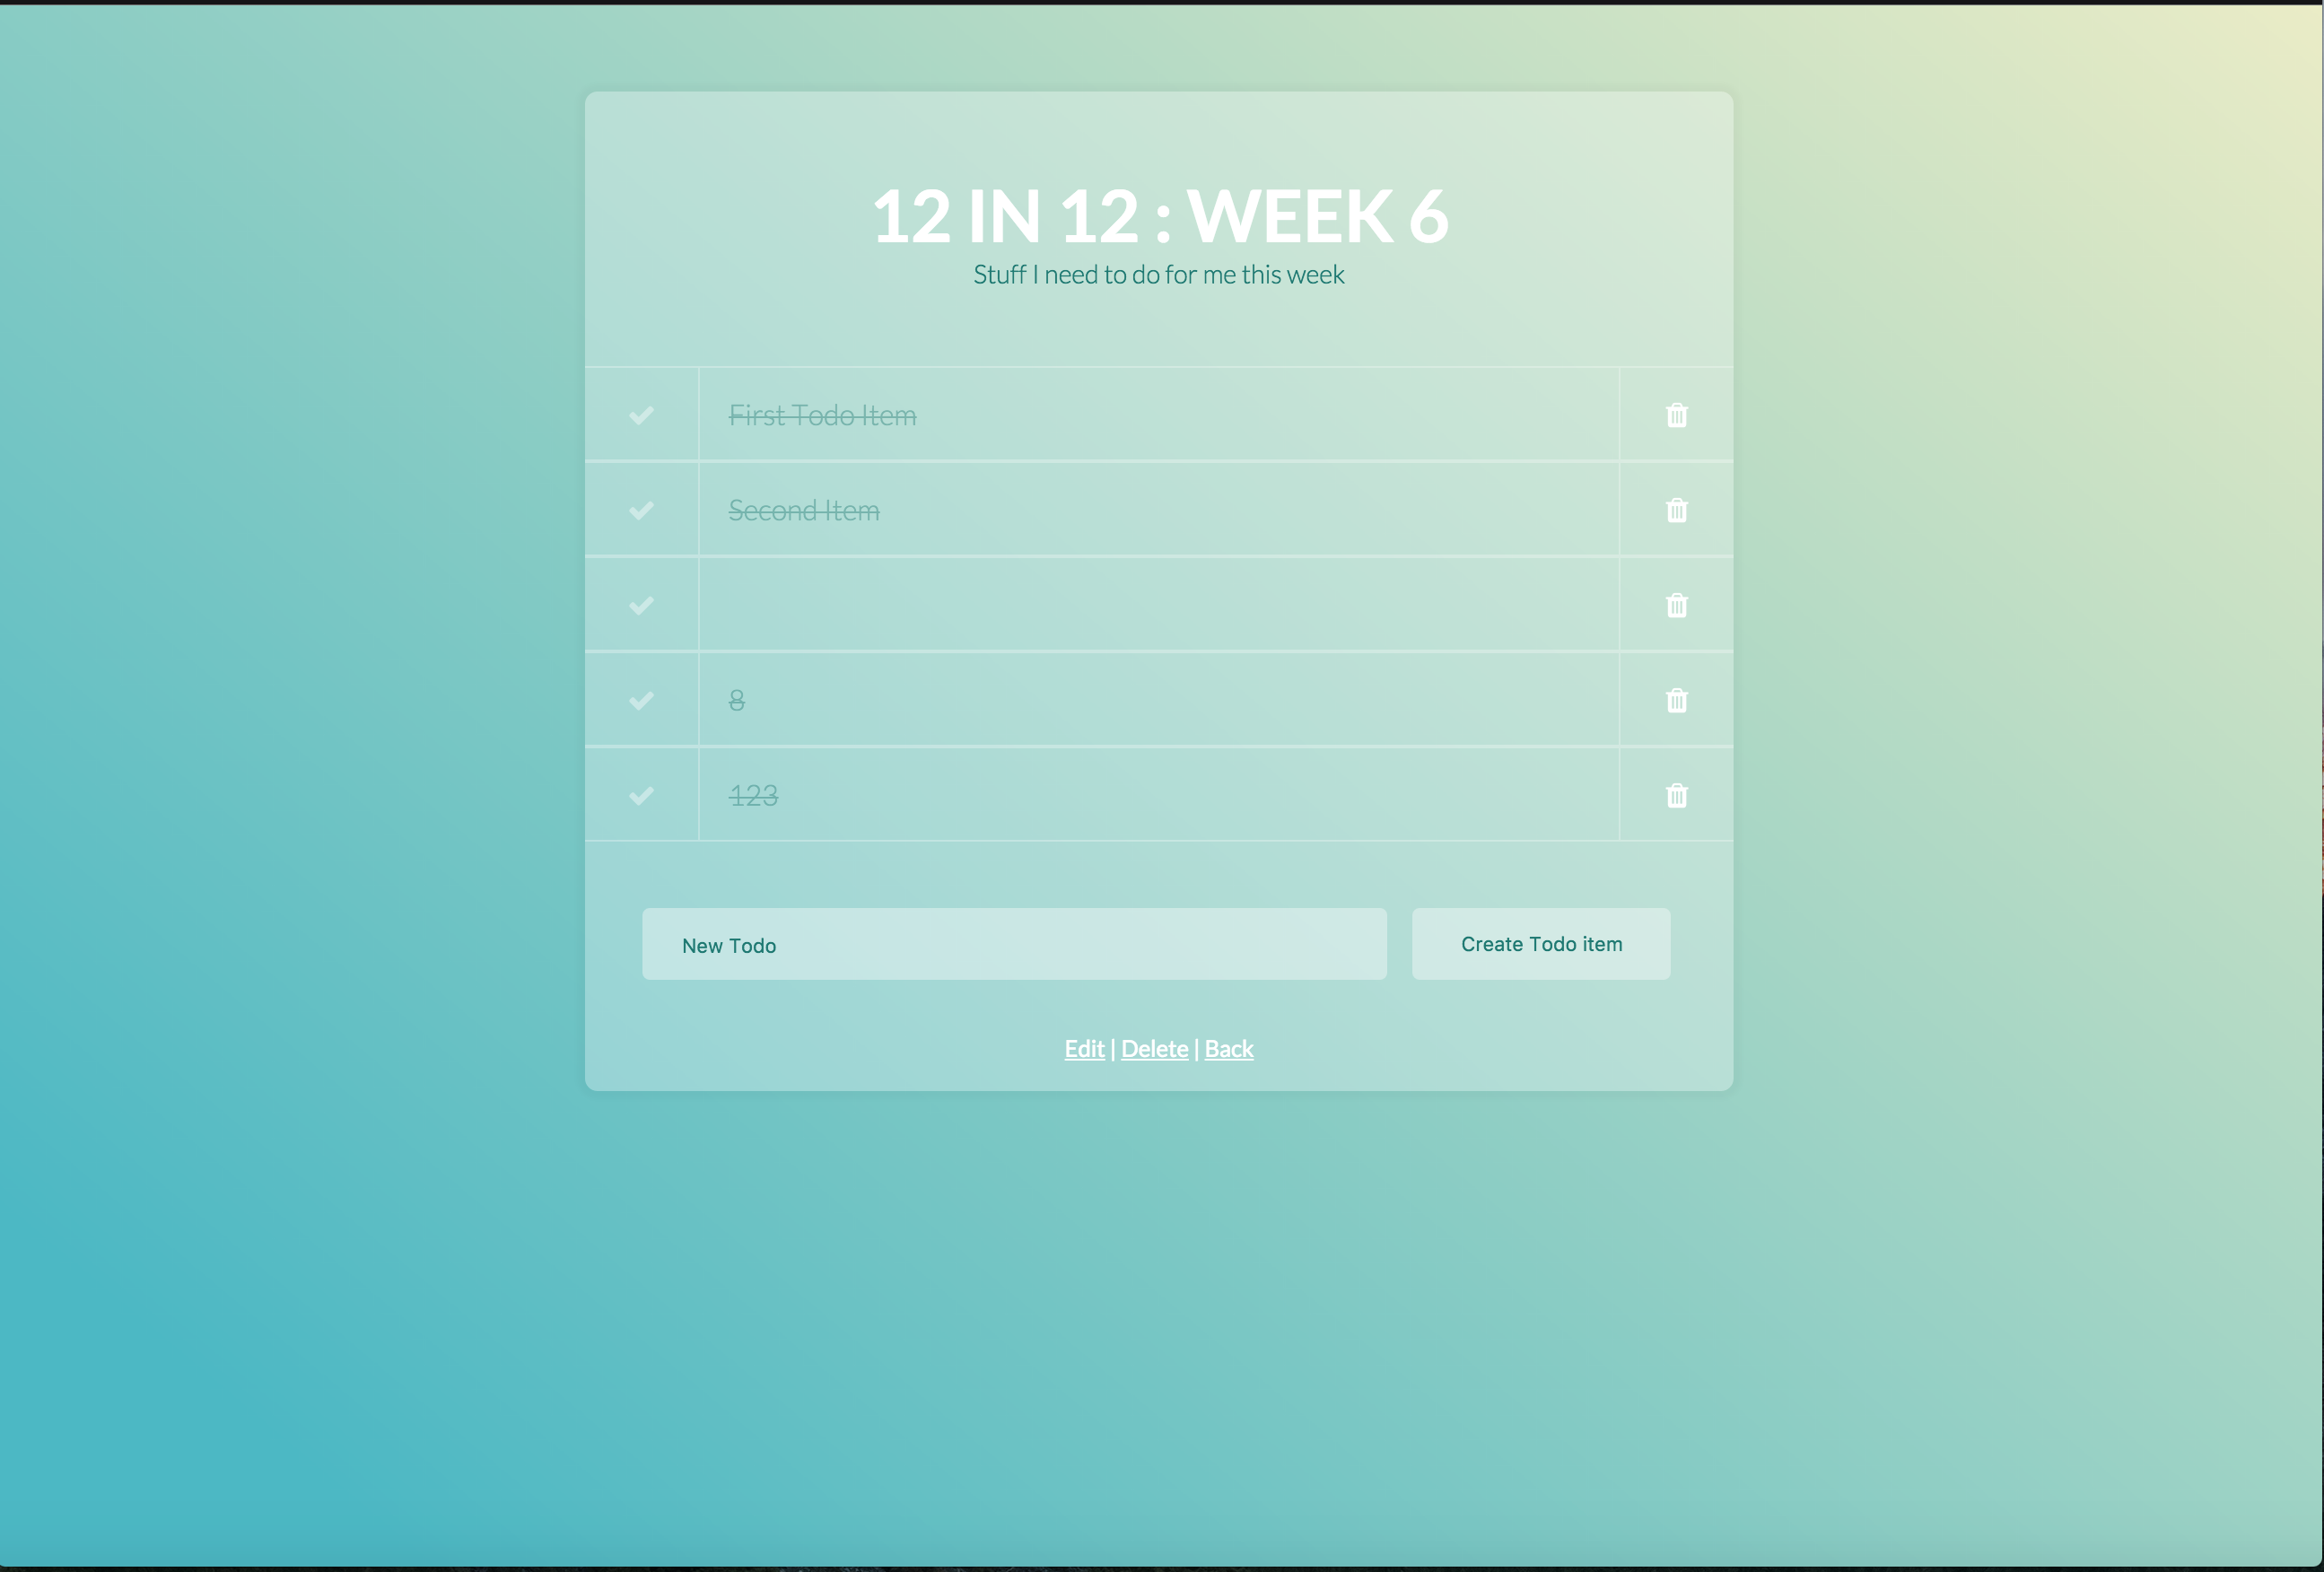 12 IN 12 : WEEK 6
Stuff I need to do for me this week
First Todo Item
Second Item
8
123
New Todo
Create Todo item
Edit | Delete | Back